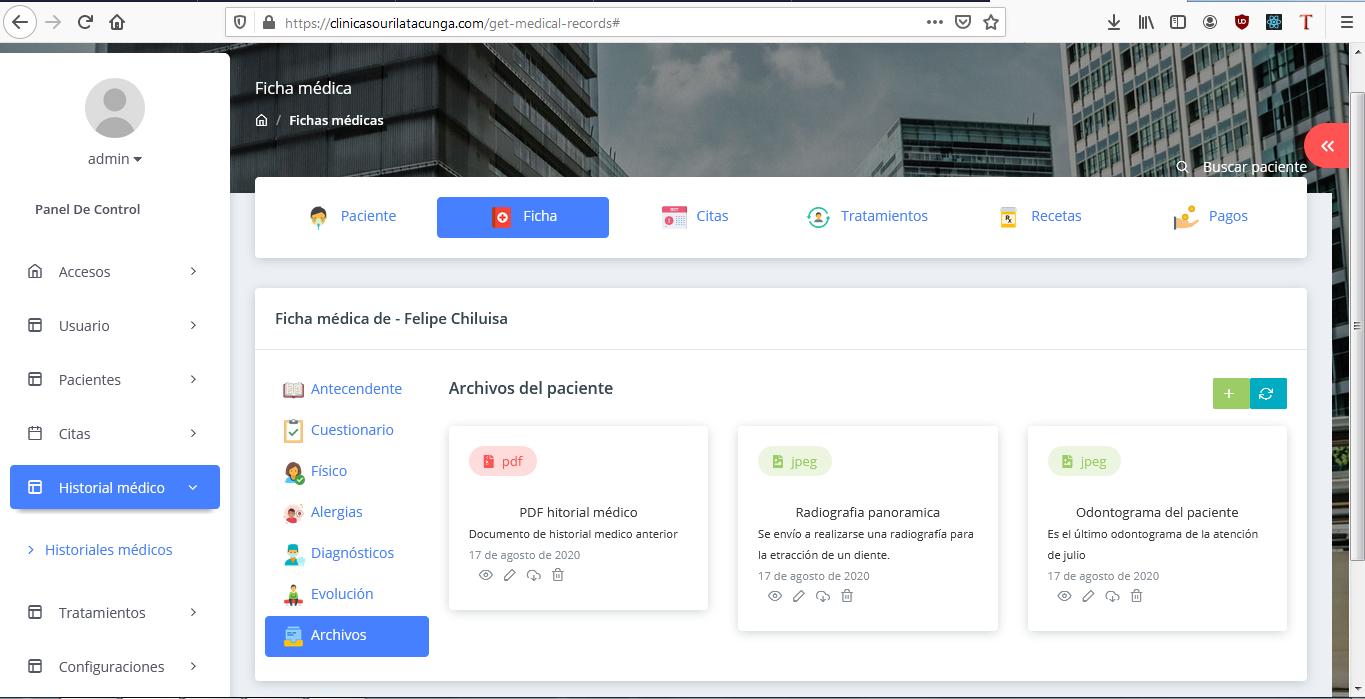 https://clinicasourilatacunga.com/get-medical-records#
admin
Panel De Control
Accesos
Usuario
Pacientes
Citas
Historial médico
Historiales médicos
Tratamientos
Configuraciones
Ficha médica
/ Fichas médicas
Buscar paciente
Paciente Ficha Citas Tratamientos Recetas Pagos
Ficha médica de - Felipe Chiluisa
Antecedente
Cuestionario
Físico
Alergias
Diagnósticos
Evolución
Archivos
Archivos del paciente
pdf
PDF hitorial médico
Documento de historial medico anterior
17 de agosto de 2020
jpeg
Radiografia panoramica
Se envío a realizarse una radiografía para
la etracción de un diente.
17 de agosto de 2020
jpeg
Odontograma del paciente
Es el último odontograma de la atención
de julio
17 de agosto de 2020